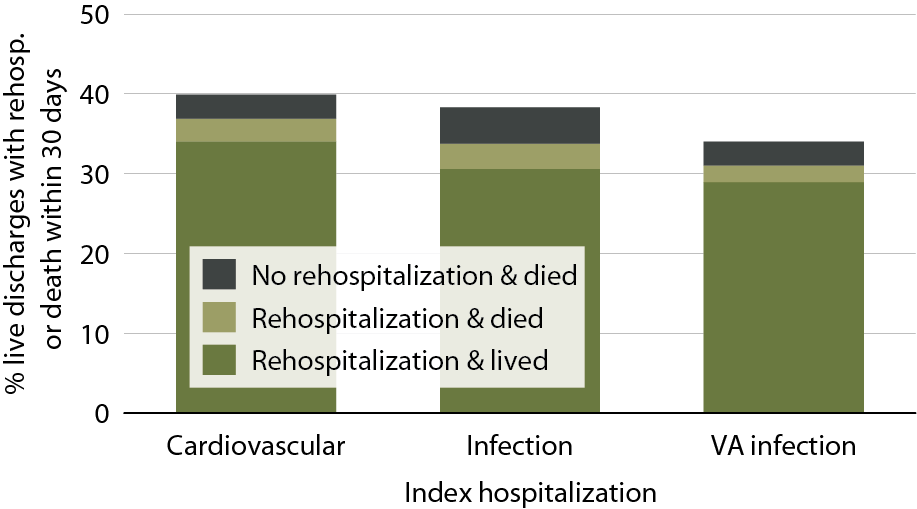 % live discharges with rehosp.
or death within 30 days
50
40
30
20
10
0
No rehospitalization & died
Rehospitalization & died
Rehospitalization & lived
Cardiovascular
Infection
VA infection
Index hospitalization